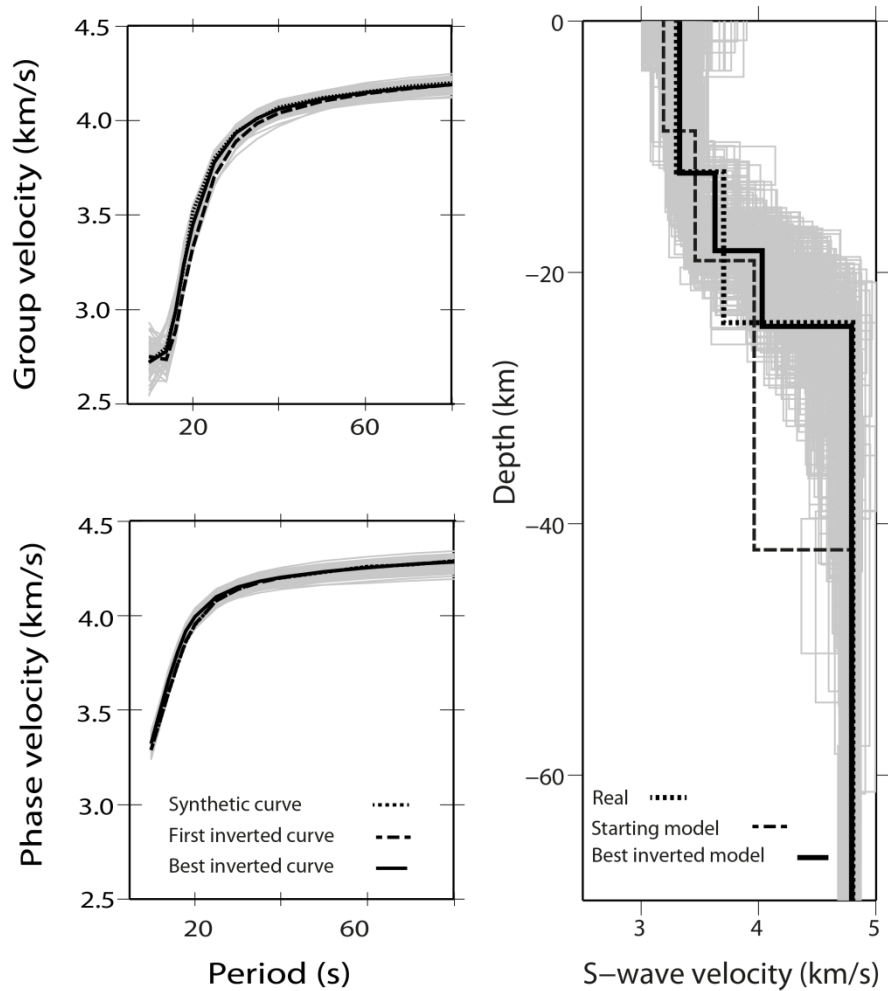 Group velocity (km/s)
4.5
4.0
3.5
3.0
2.5
20
60
Phase velocity (km/s)
4.5
4.0
3.5
3.0
2.5
Synthetic curve
First inverted curve
Best inverted curve
20
60
Period (s)
Depth (km)
0
−20
−40
−60
Real
Starting model
Best inverted model
3
4
5
S−wave velocity (km/s)